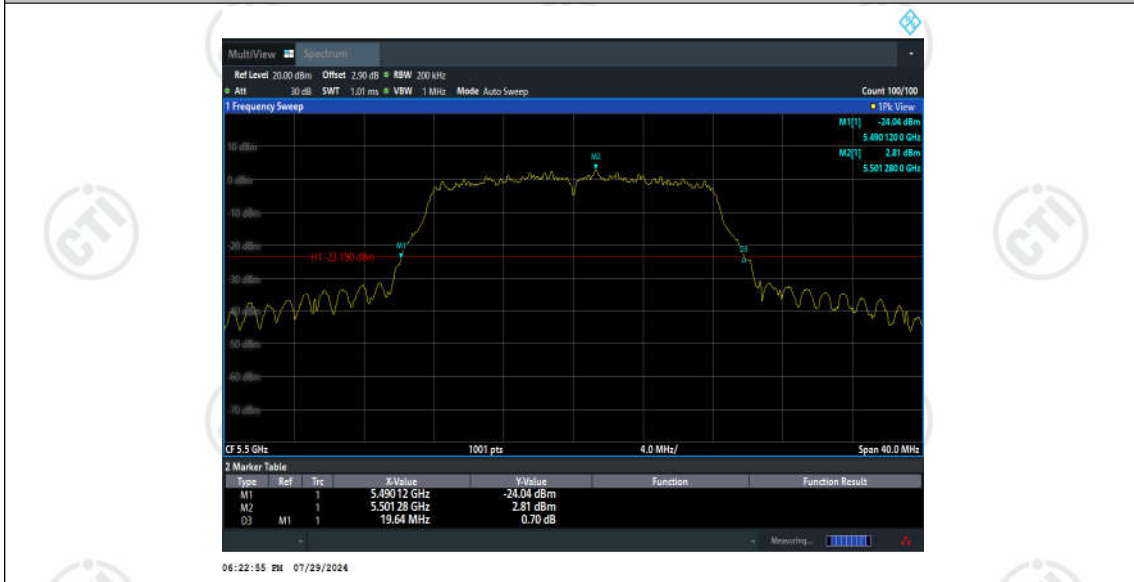 MultiView Spectrum
Ref Level 20.00 dBm Offset 2.90 dB RBW 200 kHz
Att 30 dB SWT 1.01 ms VBW 1 MHz Mode Auto Sweep Count 100/100
1 Frequency Sweep 1Pk View
M1[1] -24.04 dBm
5.490 120 0 GHz
M2[1] 2.81 dBm
5.501 280 0 GHz
10 dBm
M2
0 dBm
-10 dBm
-20 dBm
M1
D3
H1 -23.190 dBm
-30 dBm
-40 dBm
-50 dBm
-60 dBm
-70 dBm
CF 5.5 GHz 1001 pts 4.0 MHz/ Span 40.0 MHz
2 Marker Table
Type Ref Trc X-Value Y-Value Function Function Result
M1 1 5.490 12 GHz -24.04 dBm
M2 1 5.501 28 GHz 2.81 dBm
D3 M1 1 19.64 MHz 0.70 dB
Measuring...
06:22:55 PM 07/29/2024
CTI
CTI